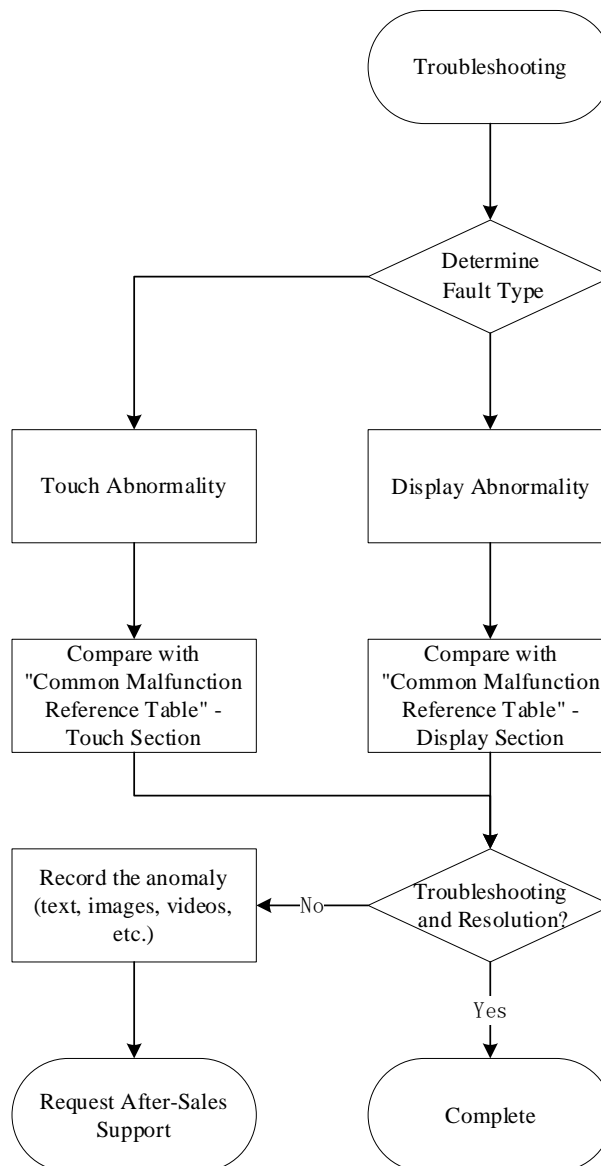 Troubleshooting
Determine
Fault Type
Touch Abnormality
Display Abnormality
Compare with
"Common Malfunction
Reference Table" -
Touch Section
Compare with
"Common Malfunction
Reference Table" -
Display Section
Record the anomaly
(text, images, videos,
etc.)
No
Troubleshooting
and Resolution?
Yes
Request After-Sales
Support
Complete